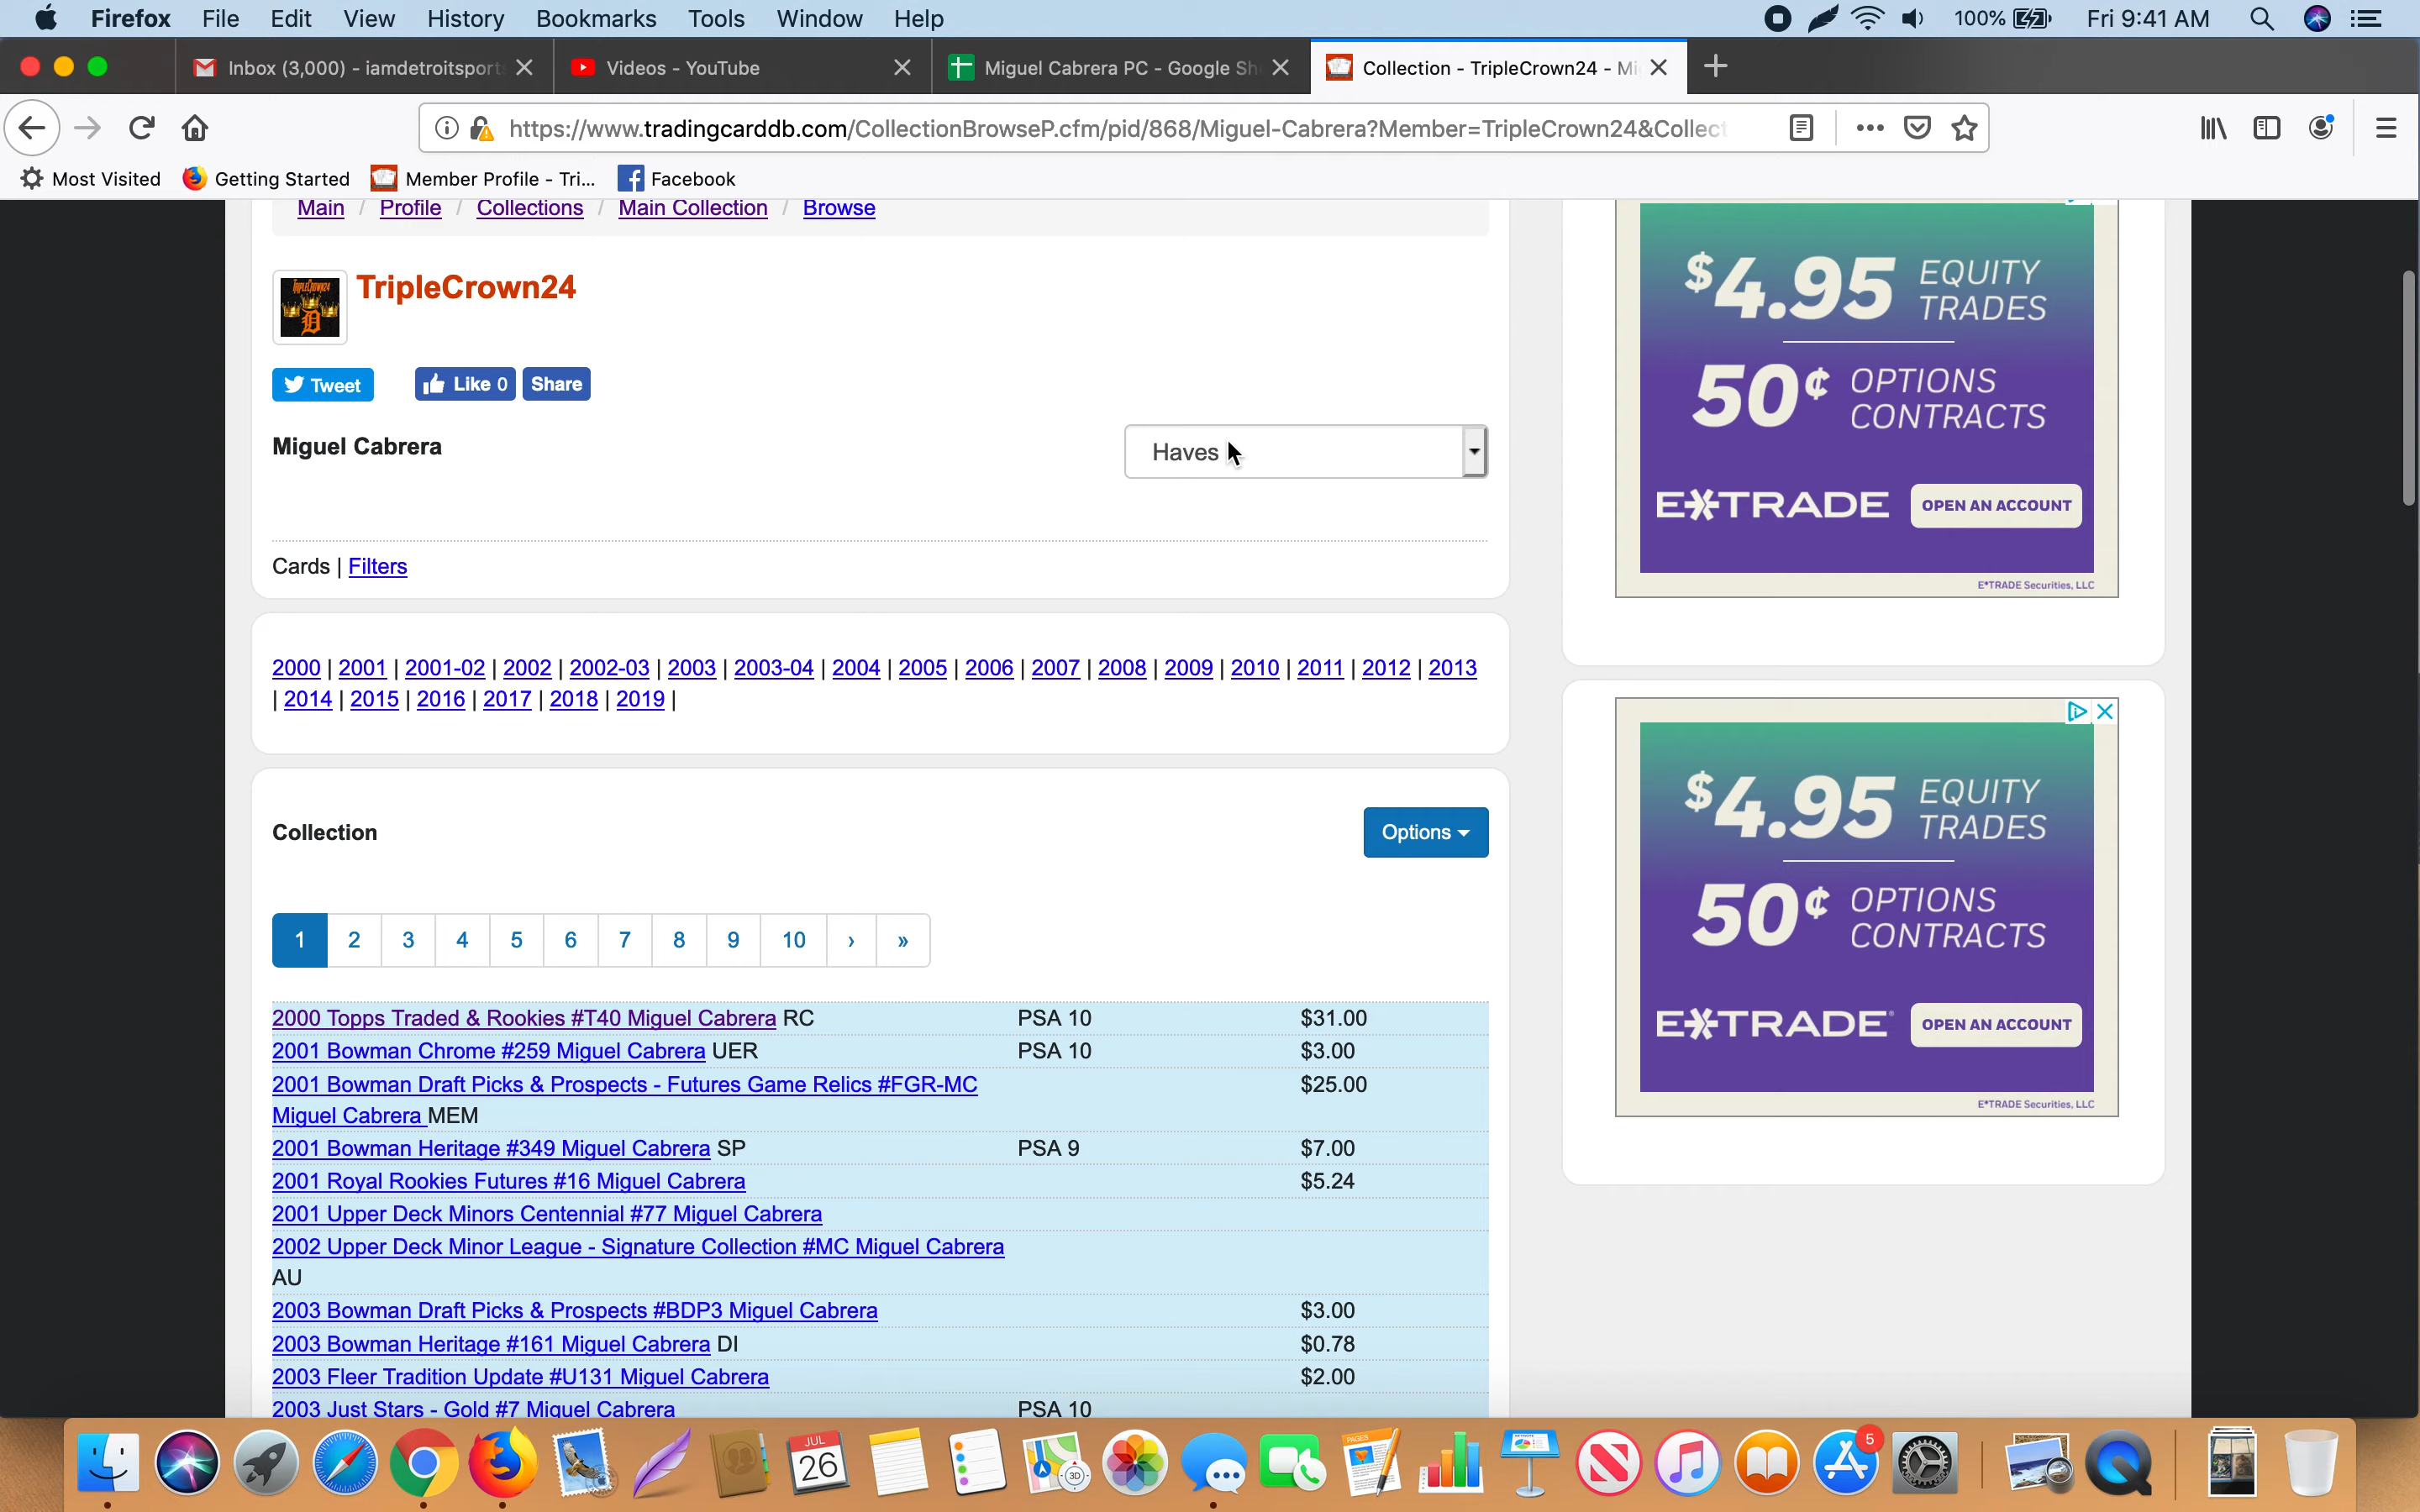 Firefox File Edit View History Bookmarks Tools Window Help 100% Fri 9:41 AM
Inbox (3,000) - iamdetroitsport Videos - YouTube Miguel Cabrera PC - Google Sh Collection - TripleCrown24 - Mi
https://www.tradingcarddb.com/CollectionBrowseP.cfm/pid/868/Miguel-Cabrera?Member=TripleCrown24&Collect
Most Visited Getting Started Member Profile - Tri... Facebook
Main / Profile / Collections / Main Collection / Browse
TripleCrown24
Tweet Like 0 Share
Miguel Cabrera
Haves
Cards | Filters
2000 | 2001 | 2001-02 | 2002 | 2002-03 | 2003 | 2003-04 | 2004 | 2005 | 2006 | 2007 | 2008 | 2009 | 2010 | 2011 | 2012 | 2013
| 2014 | 2015 | 2016 | 2017 | 2018 | 2019 |
Collection
Options
1 2 3 4 5 6 7 8 9 10 › »
2000 Topps Traded & Rookies #T40 Miguel Cabrera RC PSA 10 $31.00
2001 Bowman Chrome #259 Miguel Cabrera UER PSA 10 $3.00
2001 Bowman Draft Picks & Prospects - Futures Game Relics #FGR-MC $25.00
Miguel Cabrera MEM
2001 Bowman Heritage #349 Miguel Cabrera SP PSA 9 $7.00
2001 Royal Rookies Futures #16 Miguel Cabrera $5.24
2001 Upper Deck Minors Centennial #77 Miguel Cabrera
2002 Upper Deck Minor League - Signature Collection #MC Miguel Cabrera
AU
2003 Bowman Draft Picks & Prospects #BDP3 Miguel Cabrera $3.00
2003 Bowman Heritage #161 Miguel Cabrera DI $0.78
2003 Fleer Tradition Update #U131 Miguel Cabrera $2.00
2003 Just Stars - Gold #7 Miguel Cabrera PSA 10
$4.95 EQUITY
TRADES
50¢ OPTIONS
CONTRACTS
E*TRADE OPEN AN ACCOUNT
E*TRADE Securities, LLC
$4.95 EQUITY
TRADES
50¢ OPTIONS
CONTRACTS
E*TRADE OPEN AN ACCOUNT
E*TRADE Securities, LLC
JUL
26
3D
PAGES
5